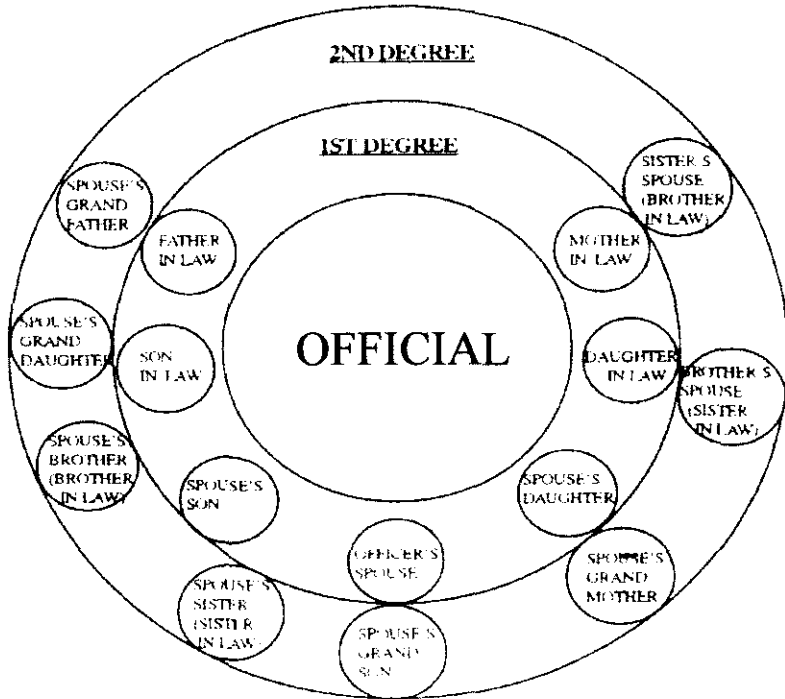 2ND DEGREE
1ST DEGREE
SPOUSE'S
GRAND
FATHER
FATHER
IN LAW
MOTHER
IN LAW
SISTER S
SPOUSE
(BROTHER
IN LAW)
SPOUSE'S
GRAND
DAUGHTER
SON
IN LAW
OFFICIAL
DAUGHTER
IN LAW
BROTHER S
SPOUSE
(SISTER
IN LAW)
SPOUSE'S
BROTHER
(BROTHER
IN LAW)
SPOUSE'S
SON
SPOUSE'S
DAUGHTER
OFFICER'S
SPOUSE
SPOUSE'S
SISTER
(SISTER
IN LAW)
SPOUSE'S
GRAND
SON
SPOUSE'S
GRAND
MOTHER